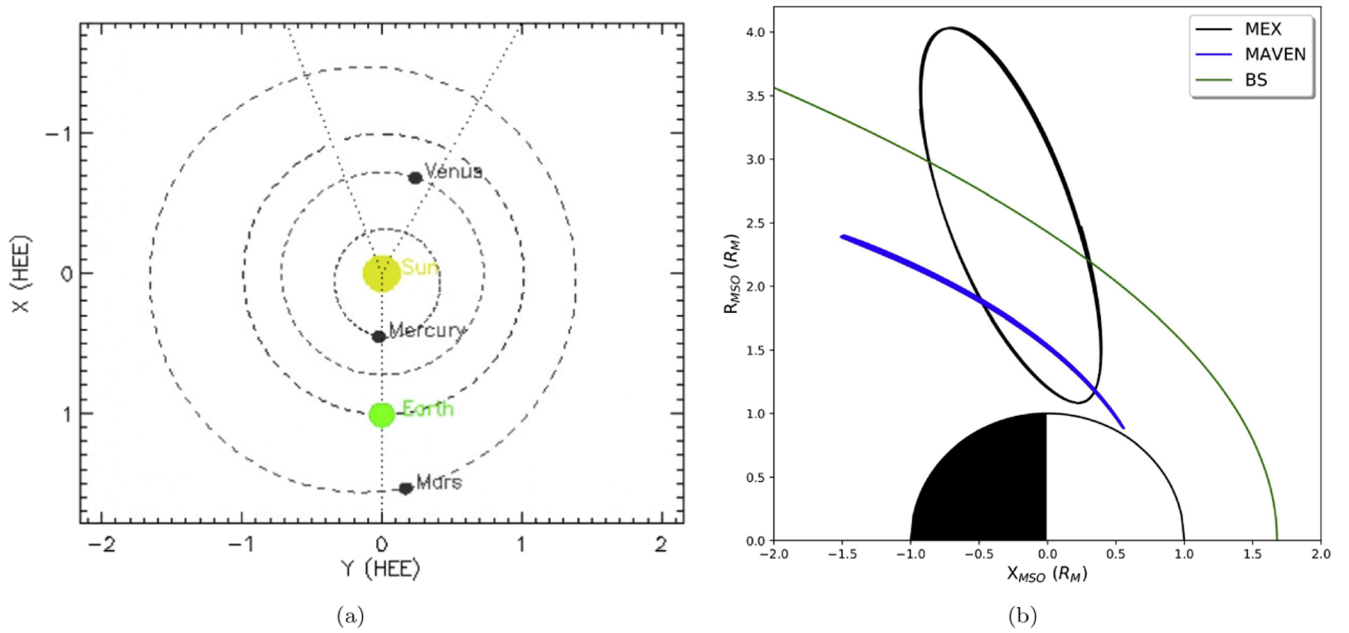 Venus
Sun
Mercury
Earth
Mars
−1
0
1
X (HEE)
−2
−1
0
1
2
Y (HEE)
(a)
MEX
MAVEN
BS
4.0
3.5
3.0
2.5
2.0
1.5
1.0
0.5
0.0
R_MSO (R_M)
−2.0
−1.5
−1.0
−0.5
0.0
0.5
1.0
1.5
2.0
X_MSO (R_M)
(b)